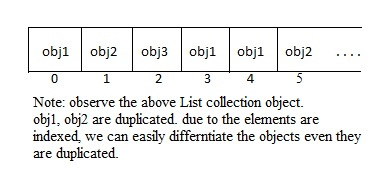 obj1 obj2 obj3 obj1 obj1 obj2 ....
0 1 2 3 4 5
Note: observe the above List collection object.
obj1, obj2 are duplicated. due to the elements are
indexed, we can easily differntiate the objects even they
are duplicated.